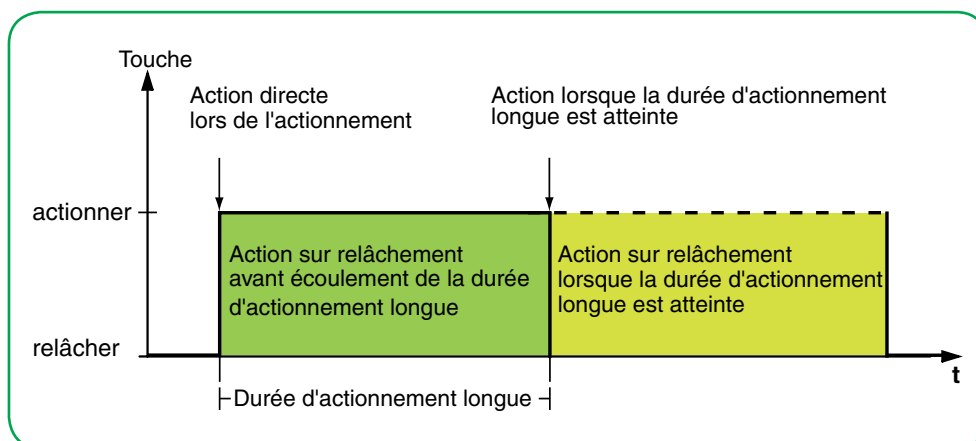 Touche
Action directe
lors de l'actionnement
Action lorsque la durée d'actionnement
longue est atteinte
actionner
Action sur relâchement
avant écoulement de la durée
d'actionnement longue
Action sur relâchement
lorsque la durée d'actionnement
longue est atteinte
relâcher
t
Durée d'actionnement longue